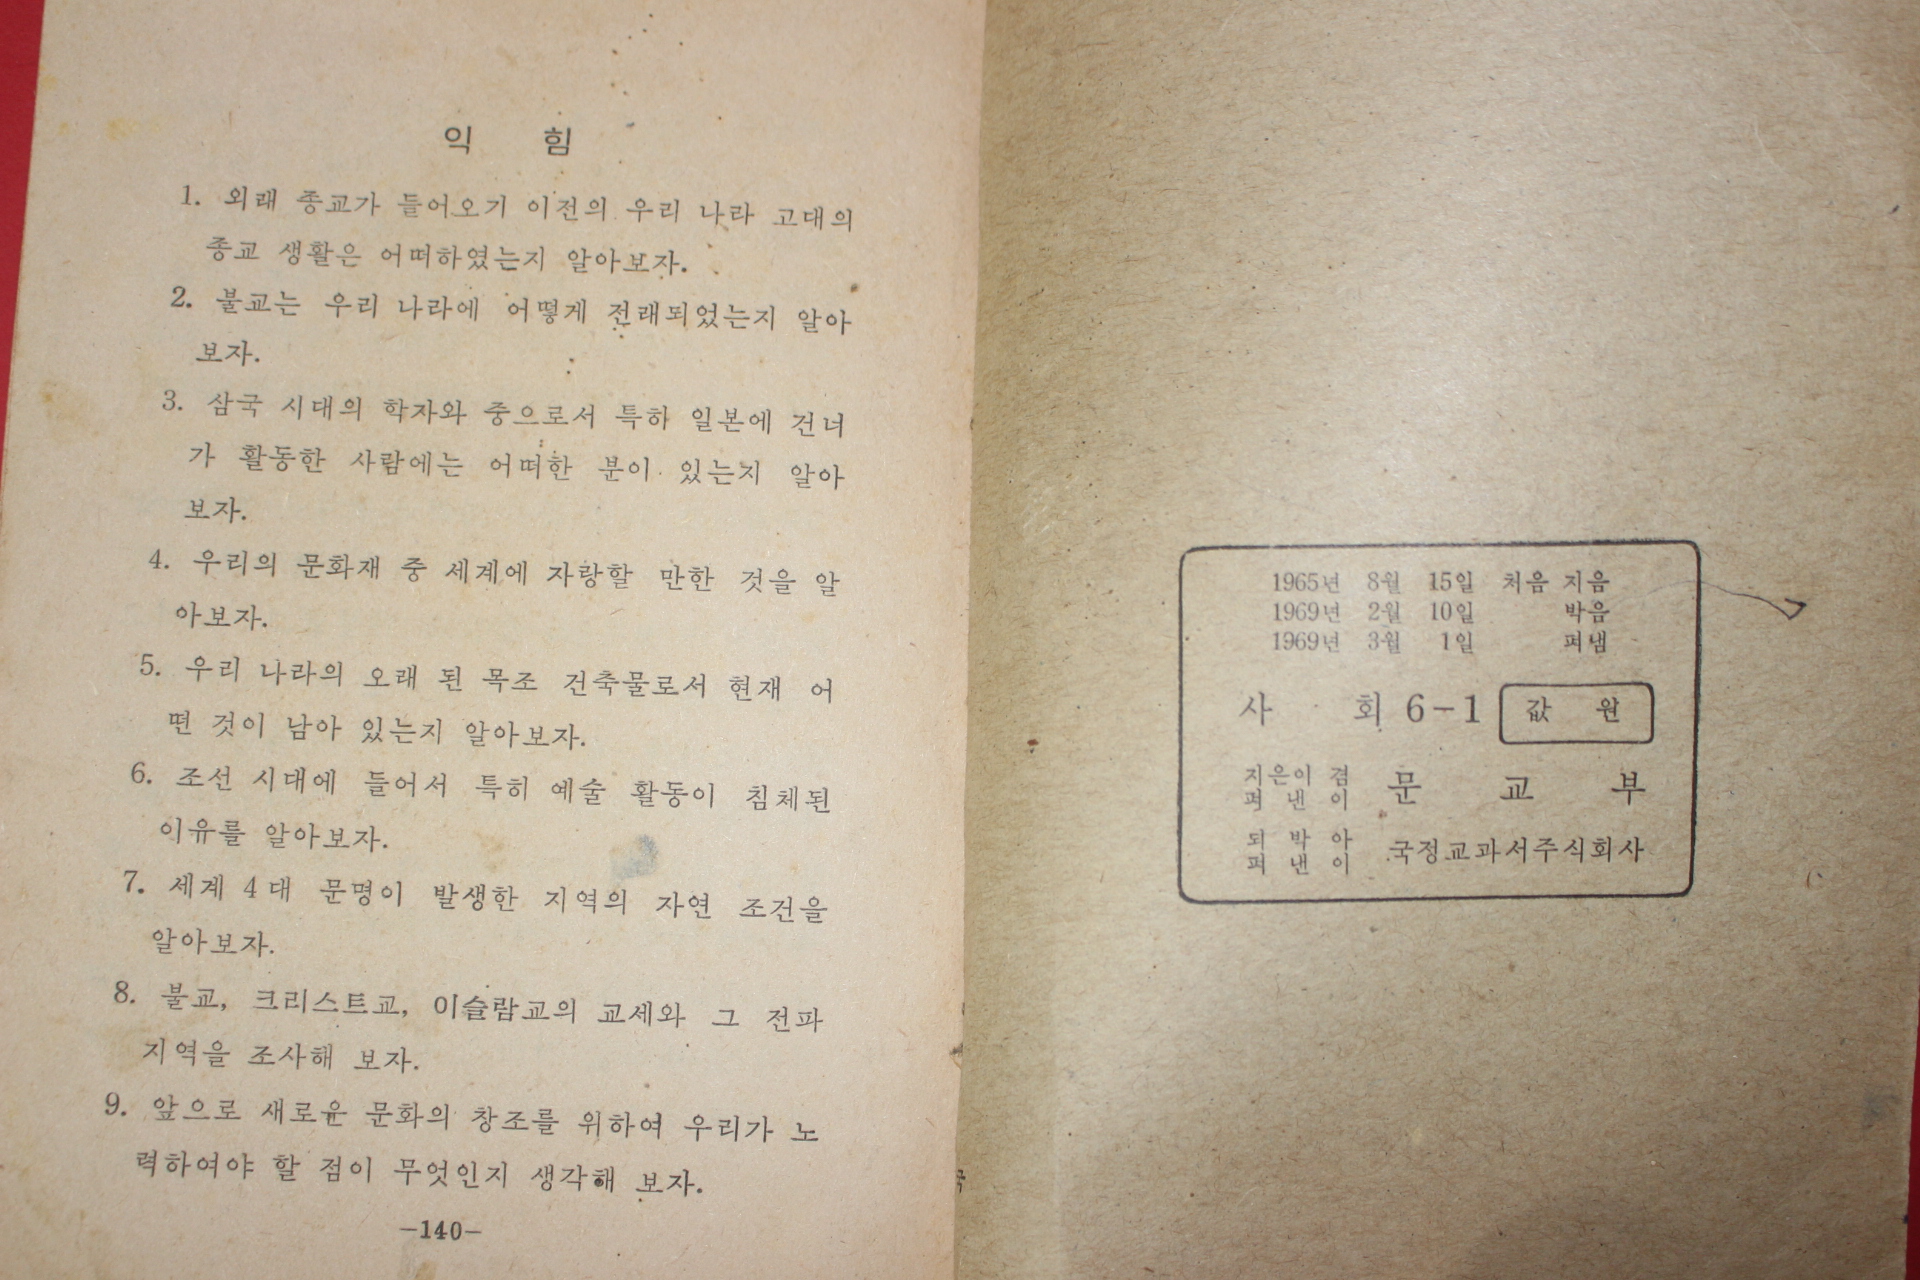 익 힘
1. 외래 종교가 들어오기 이전의 우리 나라 고대의
종교 생활은 어떠하였는지 알아보자.
2. 불교는 우리 나라에 어떻게 전래되었는지 알아
보자.
3. 삼국 시대의 학자와 중으로서 특히 일본에 건너
가 활동한 사람에는 어떠한 분이 있는지 알아
보자.
4. 우리의 문화재 중 세계에 자랑할 만한 것을 알
아보자.
5. 우리 나라의 오래 된 목조 건축물로서 현재 어
떤 것이 남아 있는지 알아보자.
6. 조선 시대에 들어서 특히 예술 활동이 침체된
이유를 알아보자.
7. 세계 4대 문명이 발생한 지역의 자연 조건을
알아보자.
8. 불교, 크리스트교, 이슬람교의 교세와 그 전파
지역을 조사해 보자.
9. 앞으로 새로운 문화의 창조를 위하여 우리가 노
력하여야 할 점이 무엇인지 생각해 보자.
-140-
1965년 8월 15일 처음 지음
1969년 2월 10일 박음
1969년 3월 1일 펴냄
사 회 6-1 값 원
지은이 겸
펴 낸 이
문 교 부
되 박 아
펴 낸 이
국정교과서주식회사